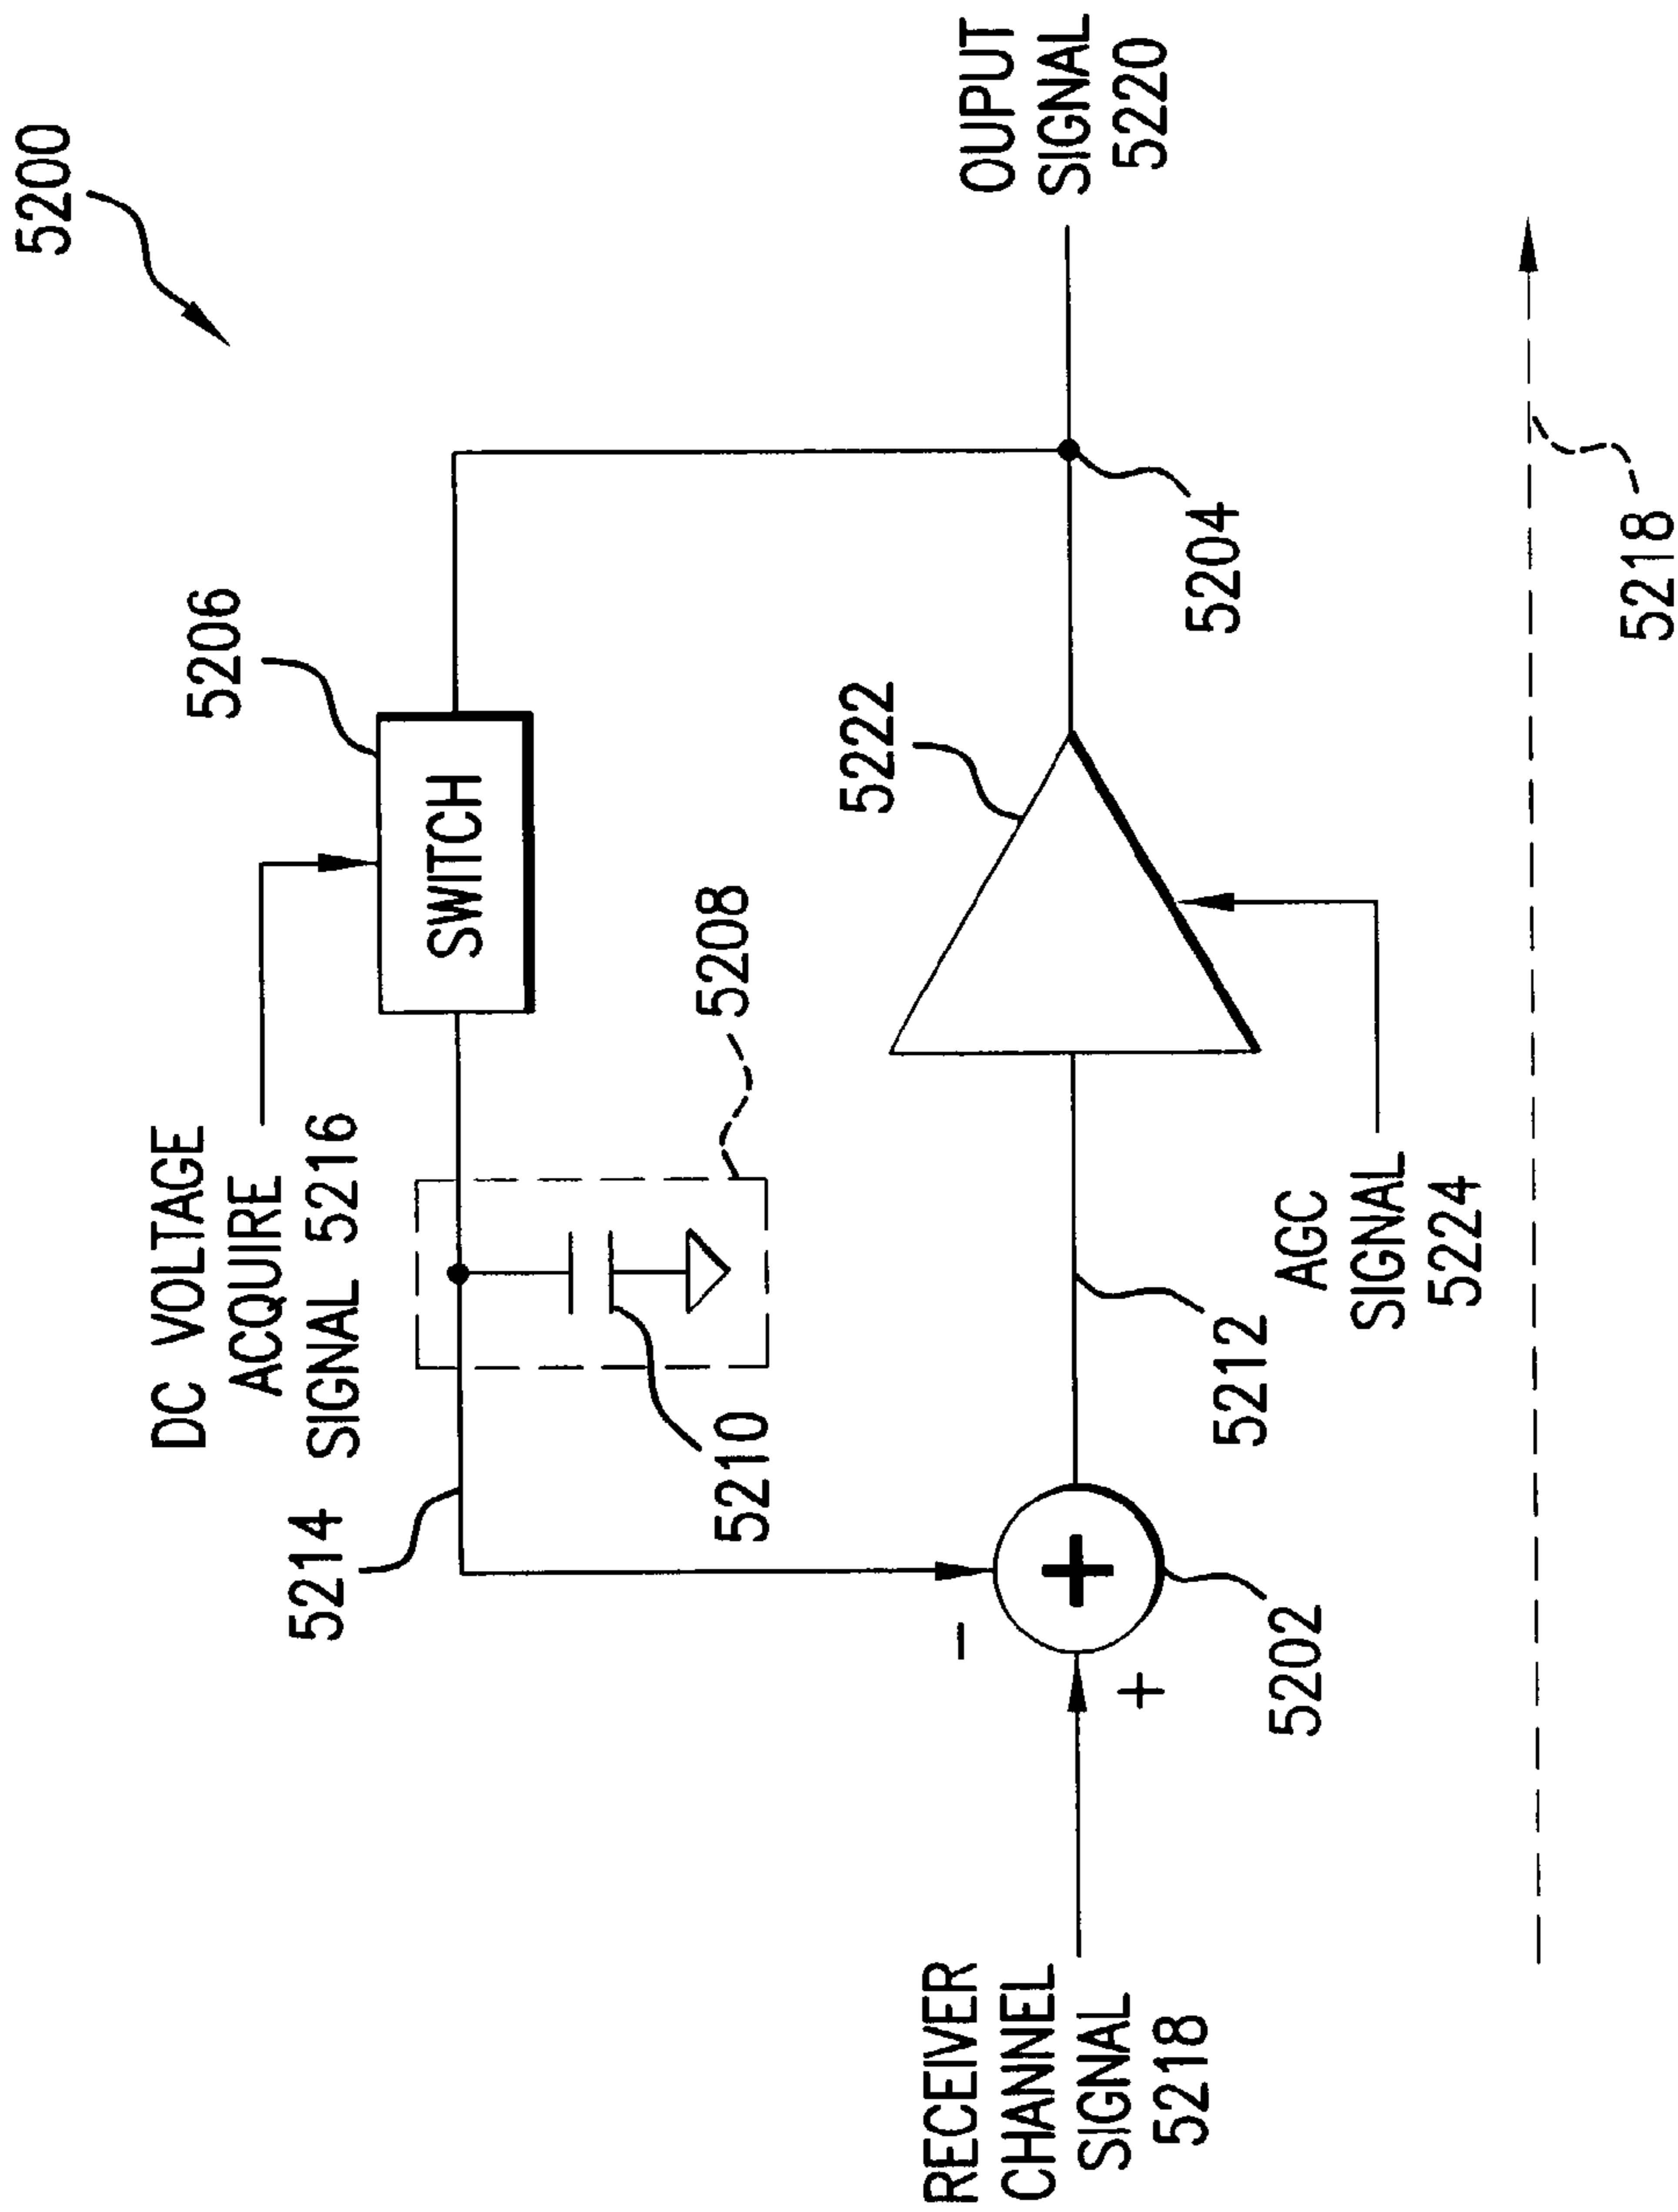 5200
DC VOLTAGE
ACQUIRE
SIGNAL 5216
5206
5214
SWITCH
5208
5210
5222
OUPUT
SIGNAL
5220
RECEIVER
CHANNEL
SIGNAL
5218
-
+
+
5202
5212
5204
AGC
SIGNAL
5224
5218